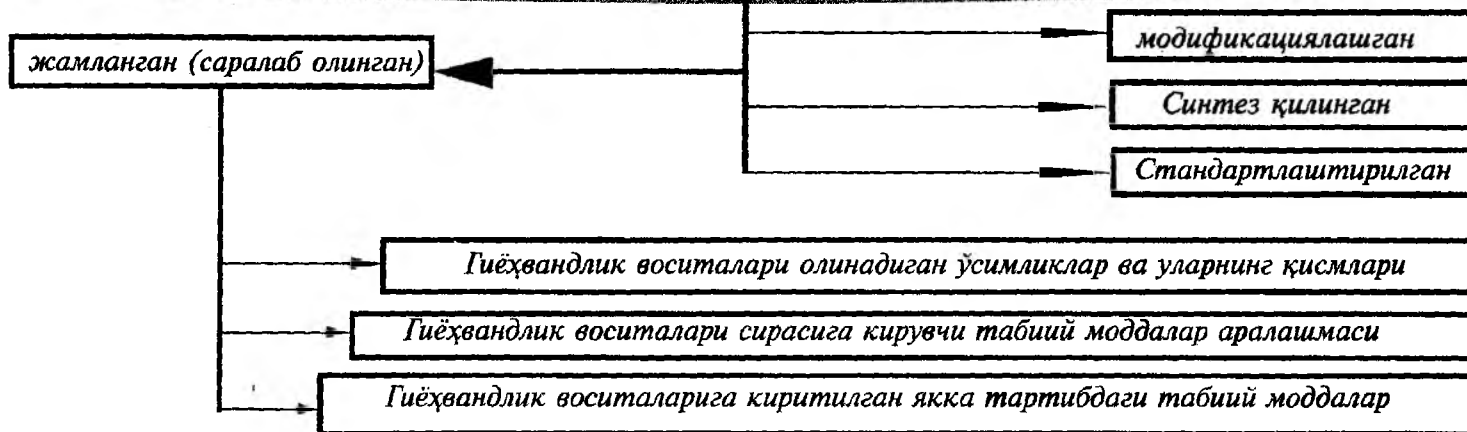 модификациялашган
жамланган (саралаб олинган)
Синтез қилинган
Стандартлаштирилган
Гиёҳвандлик воситалари олинадиган ўсимликлар ва уларнинг қисмлари
Гиёҳвандлик воситалари сирасига кирувчи табиий моддалар аралашмаси
Гиёҳвандлик воситаларига киритилган якка тартибдаги табиий моддалар